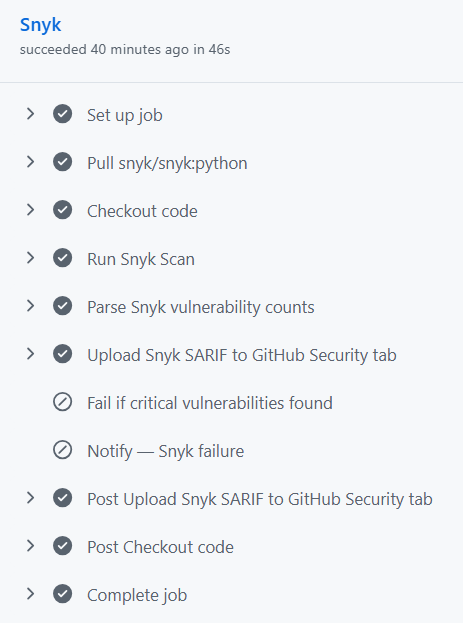 Snyk
succeeded 40 minutes ago in 46s
Set up job
Pull snyk/snyk:python
Checkout code
Run Snyk Scan
Parse Snyk vulnerability counts
Upload Snyk SARIF to GitHub Security tab
Fail if critical vulnerabilities found
Notify — Snyk failure
Post Upload Snyk SARIF to GitHub Security tab
Post Checkout code
Complete job